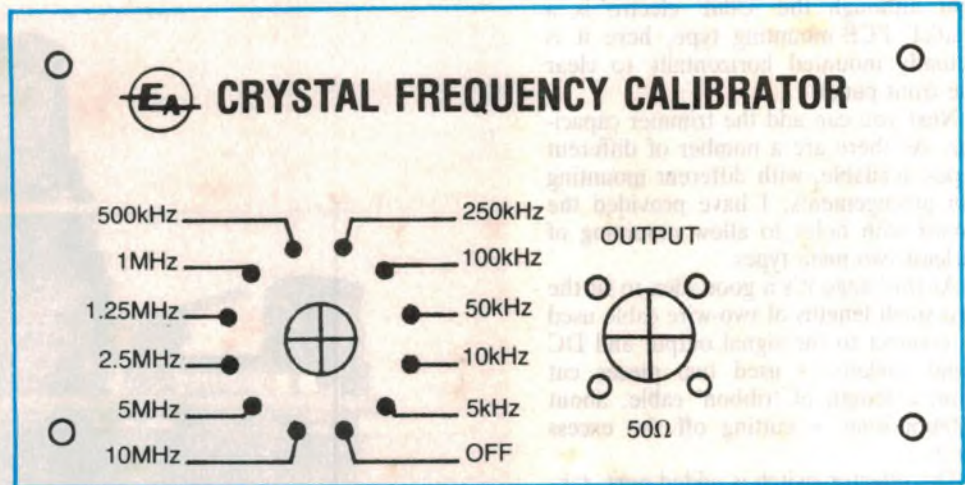 EA CRYSTAL FREQUENCY CALIBRATOR
500kHz
250kHz
1MHz
100kHz
1.25MHz
50kHz
2.5MHz
10kHz
5MHz
5kHz
10MHz
OFF
OUTPUT
50Ω